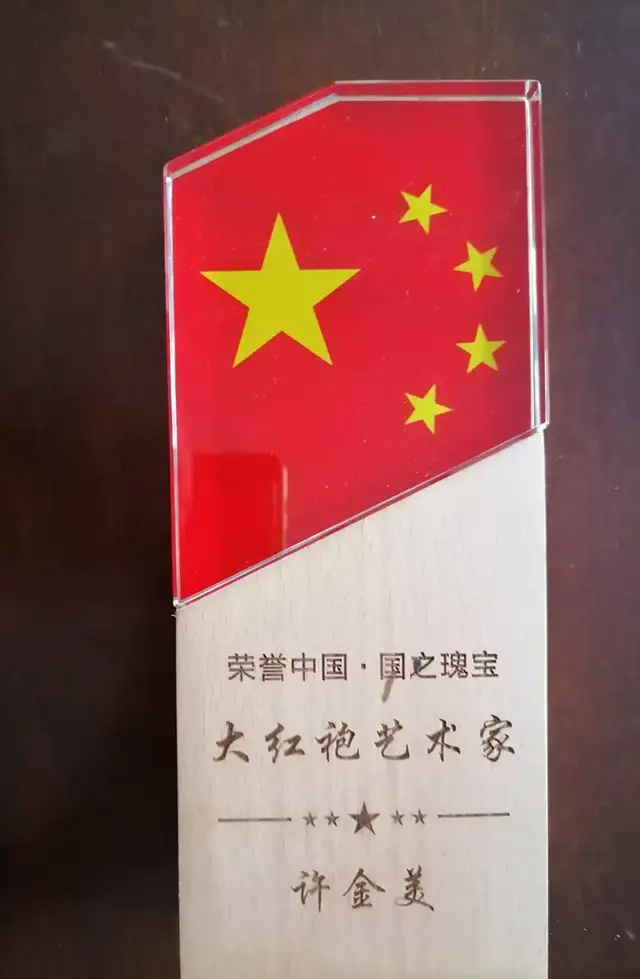 荣誉中国·国之瑰宝
大红袍艺术家
许金美